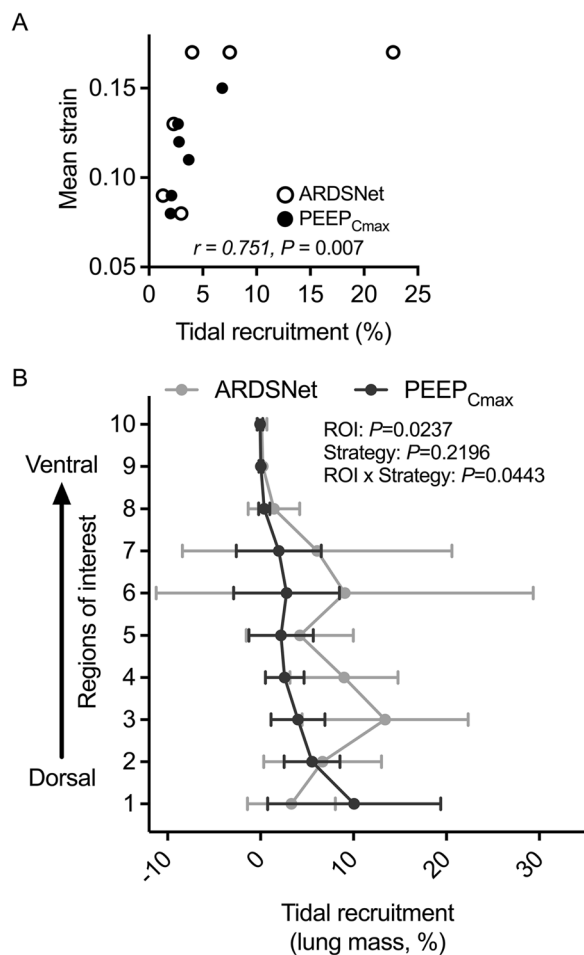 A
Mean strain
0.15
0.10
0.05
ARDSNet
PEEPCmax
r = 0.751, P = 0.007
0 5 10 15 20 25
Tidal recruitment (%)
B
ARDSNet PEEPCmax
ROI: P=0.0237
Strategy: P=0.2196
ROI x Strategy: P=0.0443
Ventral
Dorsal
Regions of interest
10
9
8
7
6
5
4
3
2
1
-10 0 10 20 30
Tidal recruitment
(lung mass, %)